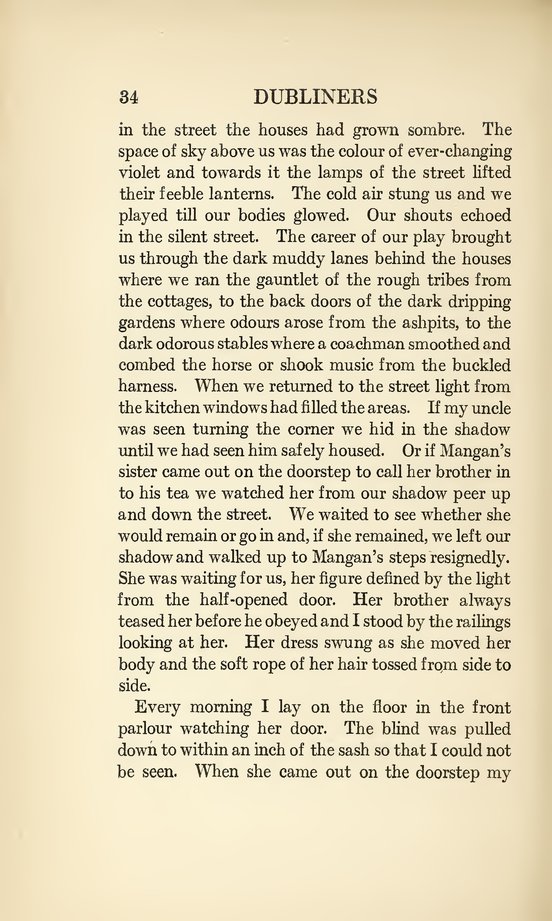 34 DUBLINERS
in the street the houses had grown sombre. The
space of sky above us was the colour of ever-changing
violet and towards it the lamps of the street lifted
their feeble lanterns. The cold air stung us and we
played till our bodies glowed. Our shouts echoed
in the silent street. The career of our play brought
us through the dark muddy lanes behind the houses
where we ran the gauntlet of the rough tribes from
the cottages, to the back doors of the dark dripping
gardens where odours arose from the ashpits, to the
dark odorous stables where a coachman smoothed and
combed the horse or shook music from the buckled
harness. When we returned to the street light from
the kitchen windows had filled the areas. If my uncle
was seen turning the corner we hid in the shadow
until we had seen him safely housed. Or if Mangan's
sister came out on the doorstep to call her brother in
to his tea we watched her from our shadow peer up
and down the street. We waited to see whether she
would remain or go in and, if she remained, we left our
shadow and walked up to Mangan's steps resignedly.
She was waiting for us, her figure defined by the light
from the half-opened door. Her brother always
teased her before he obeyed and I stood by the railings
looking at her. Her dress swung as she moved her
body and the soft rope of her hair tossed from side to
side.
Every morning I lay on the floor in the front
parlour watching her door. The blind was pulled
down to within an inch of the sash so that I could not
be seen. When she came out on the doorstep my